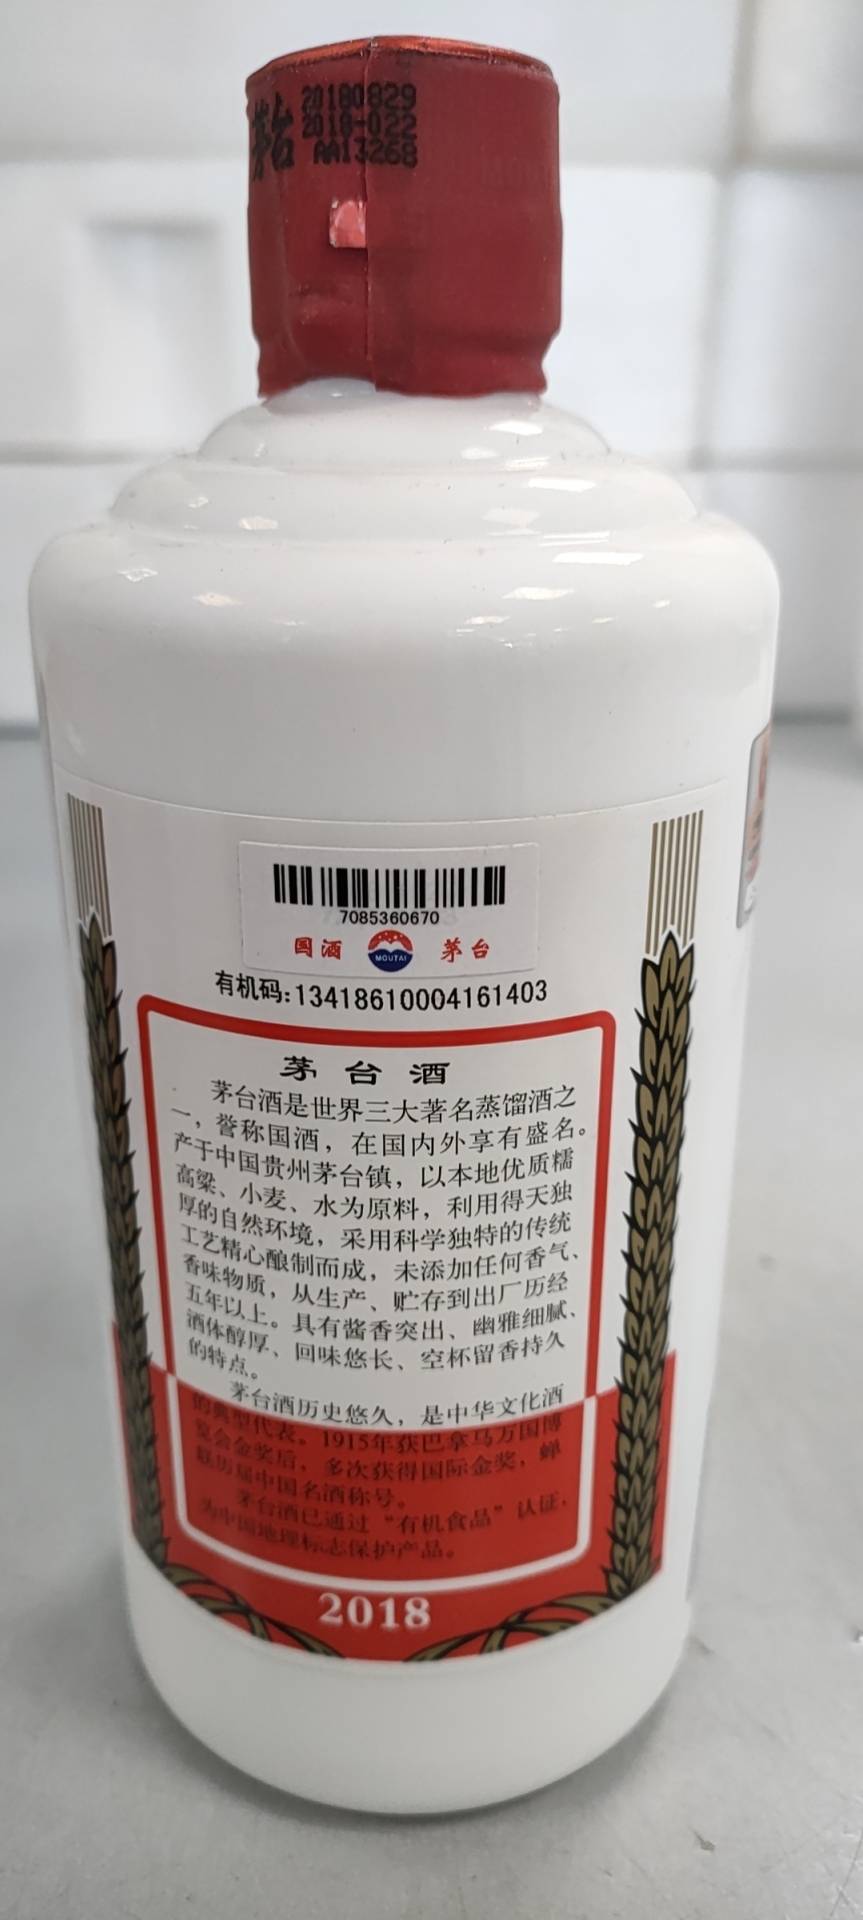 茅台
20180829
2018-022
AA13268
7085360670
国酒 MOUTAI 茅台
有机码:13418610004161403
茅台酒
茅台酒是世界三大著名蒸馏酒之
一，誉称国酒，在国内外享有盛名。
产于中国贵州茅台镇，以本地优质糯
高粱、小麦、水为原料，利用得天独
厚的自然环境，采用科学独特的传统
工艺精心酿制而成，未添加任何香气、
香味物质，从生产、贮存到出厂历经
五年以上。具有酱香突出、幽雅细腻、
酒体醇厚、回味悠长、空杯留香持久
的特点。
茅台酒历史悠久，是中华文化酒
的典型代表。1915年获巴拿马万国博
览会金奖后，多次获得国际金奖，蝉
联历届中国名酒称号。
茅台酒已通过“有机食品”认证，
为中国地理标志保护产品。
2018